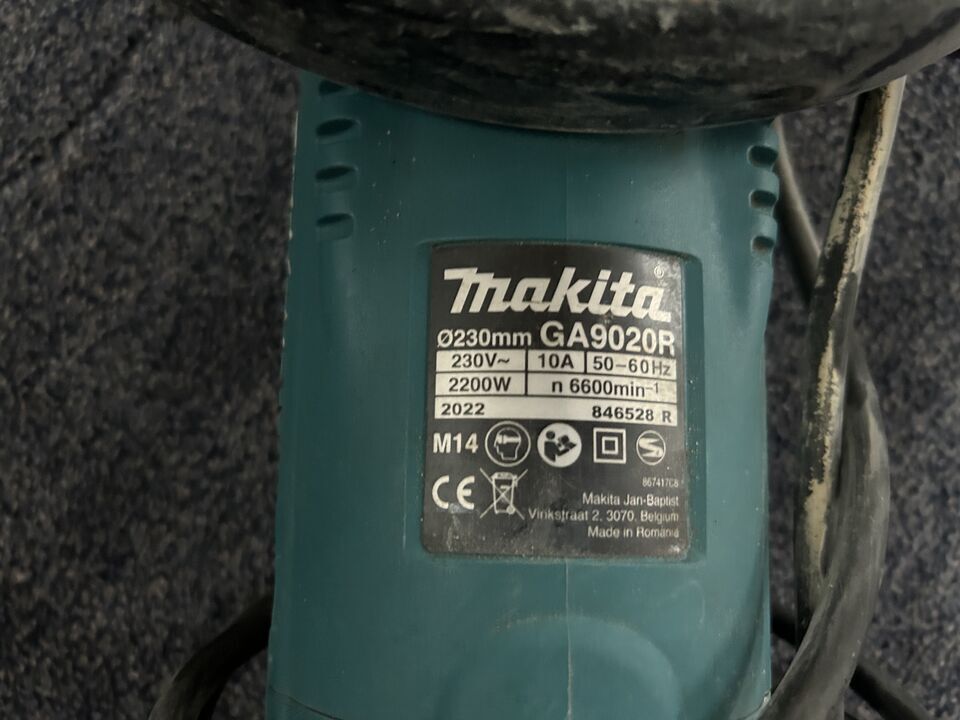 makita®
Ø230mm GA9020R
230V~ 10A 50-60Hz
2200W n 6600min⁻¹
2022 846528 R
M14
867417C8
CE Makita Jan-Baptist
Vinkstraat 2, 3070, Belgium
Made in Romania